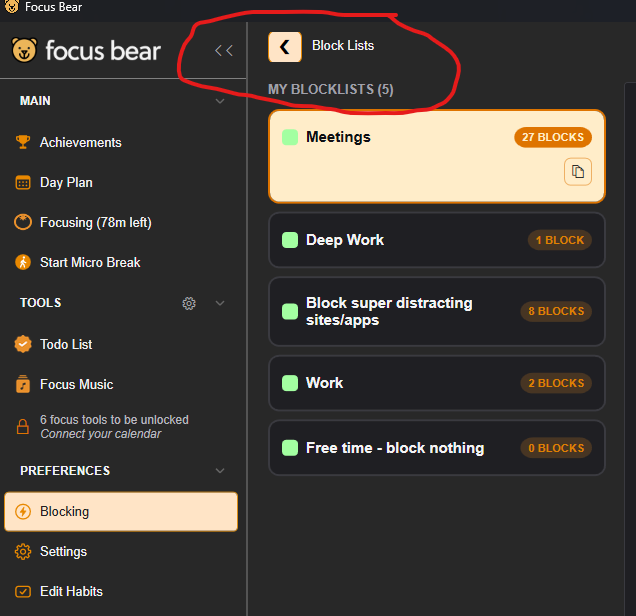 Focus Bear
focus bear
MAIN
Achievements
Day Plan
Focusing (78m left)
Start Micro Break
TOOLS
Todo List
Focus Music
6 focus tools to be unlocked
Connect your calendar
PREFERENCES
Blocking
Settings
Edit Habits
Block Lists
MY BLOCKLISTS (5)
Meetings
27 BLOCKS
Deep Work
1 BLOCK
Block super distracting
sites/apps
8 BLOCKS
Work
2 BLOCKS
Free time - block nothing
0 BLOCKS